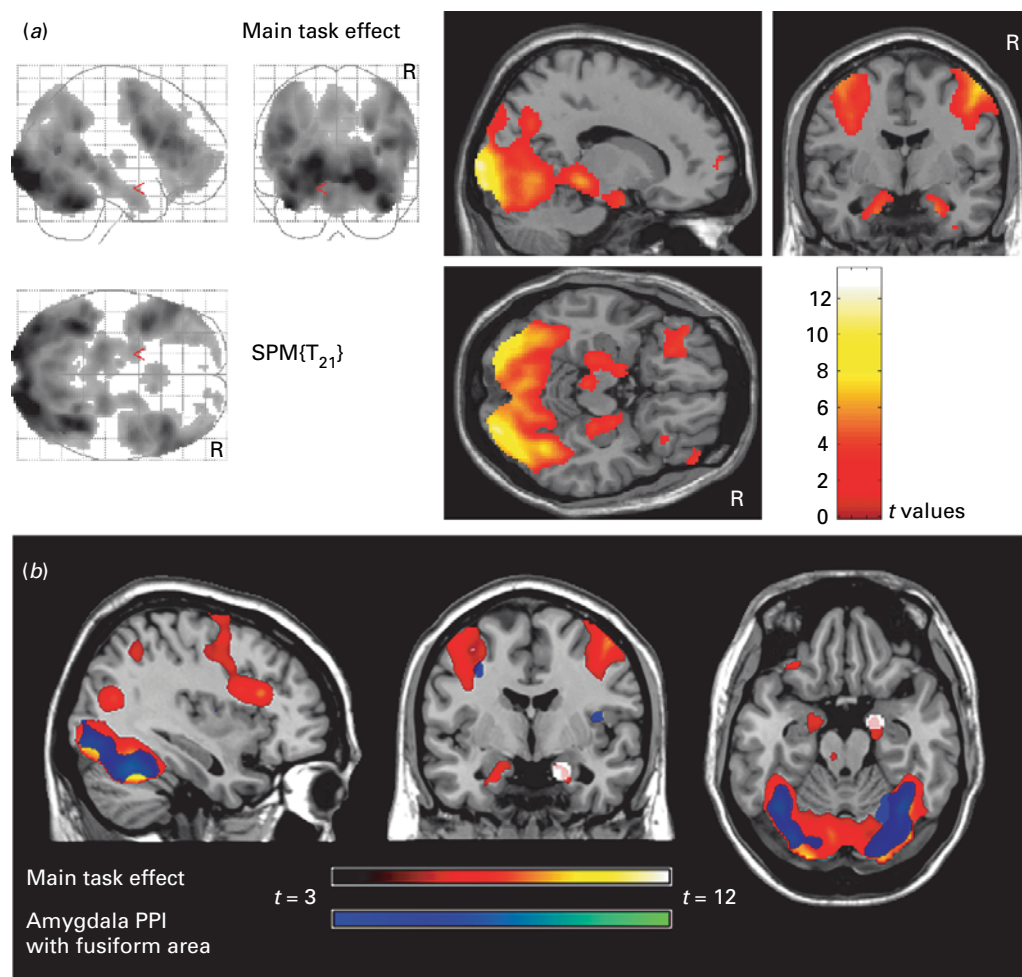 (a)
Main task effect
R
R
SPM{T21}
R
R
12
10
8
6
4
2
0
t values
(b)
Main task effect
t = 3
t = 12
Amygdala PPI
with fusiform area